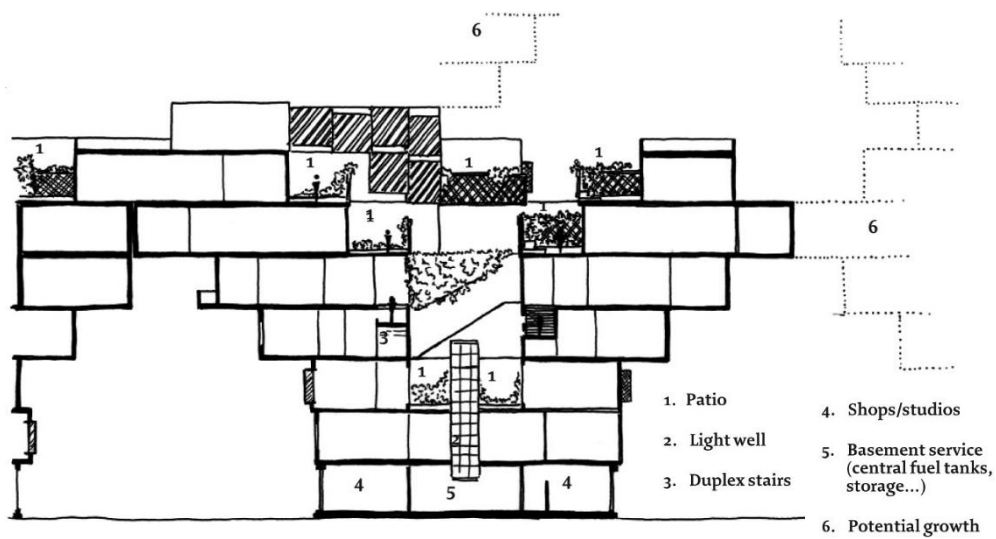 6
1
1
1
1
1
1
6
3
1
1
2
4
5
4
1. Patio
2. Light well
3. Duplex stairs
4. Shops/studios
5. Basement service
(central fuel tanks,
storage...)
6. Potential growth